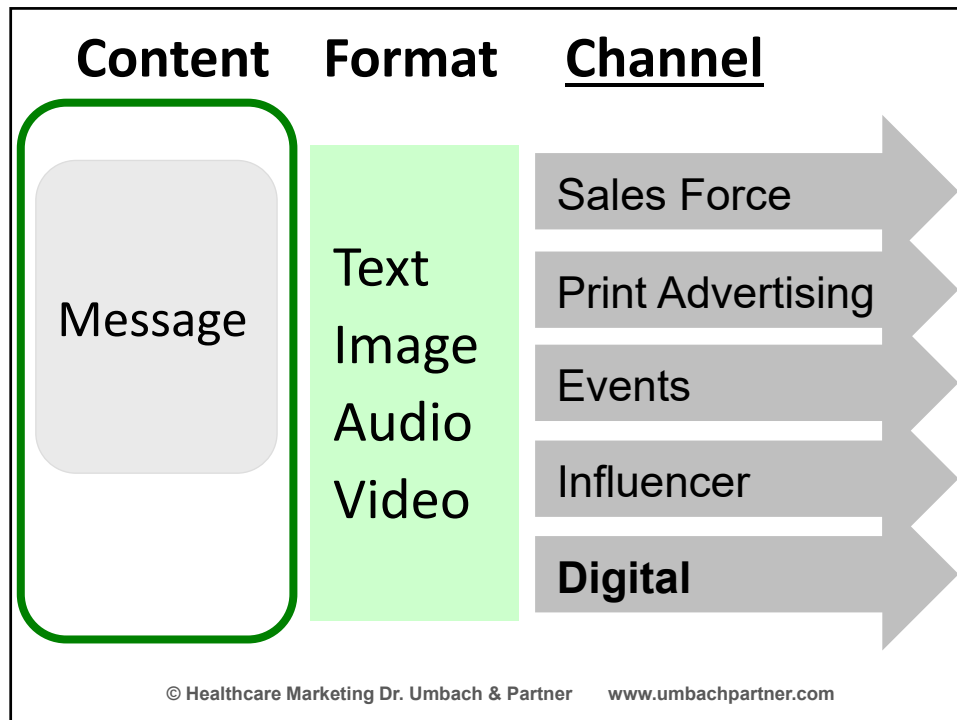 Content Format Channel
Message
Text
Image
Audio
Video
Sales Force
Print Advertising
Events
Influencer
Digital
© Healthcare Marketing Dr. Umbach & Partner www.umbachpartner.com